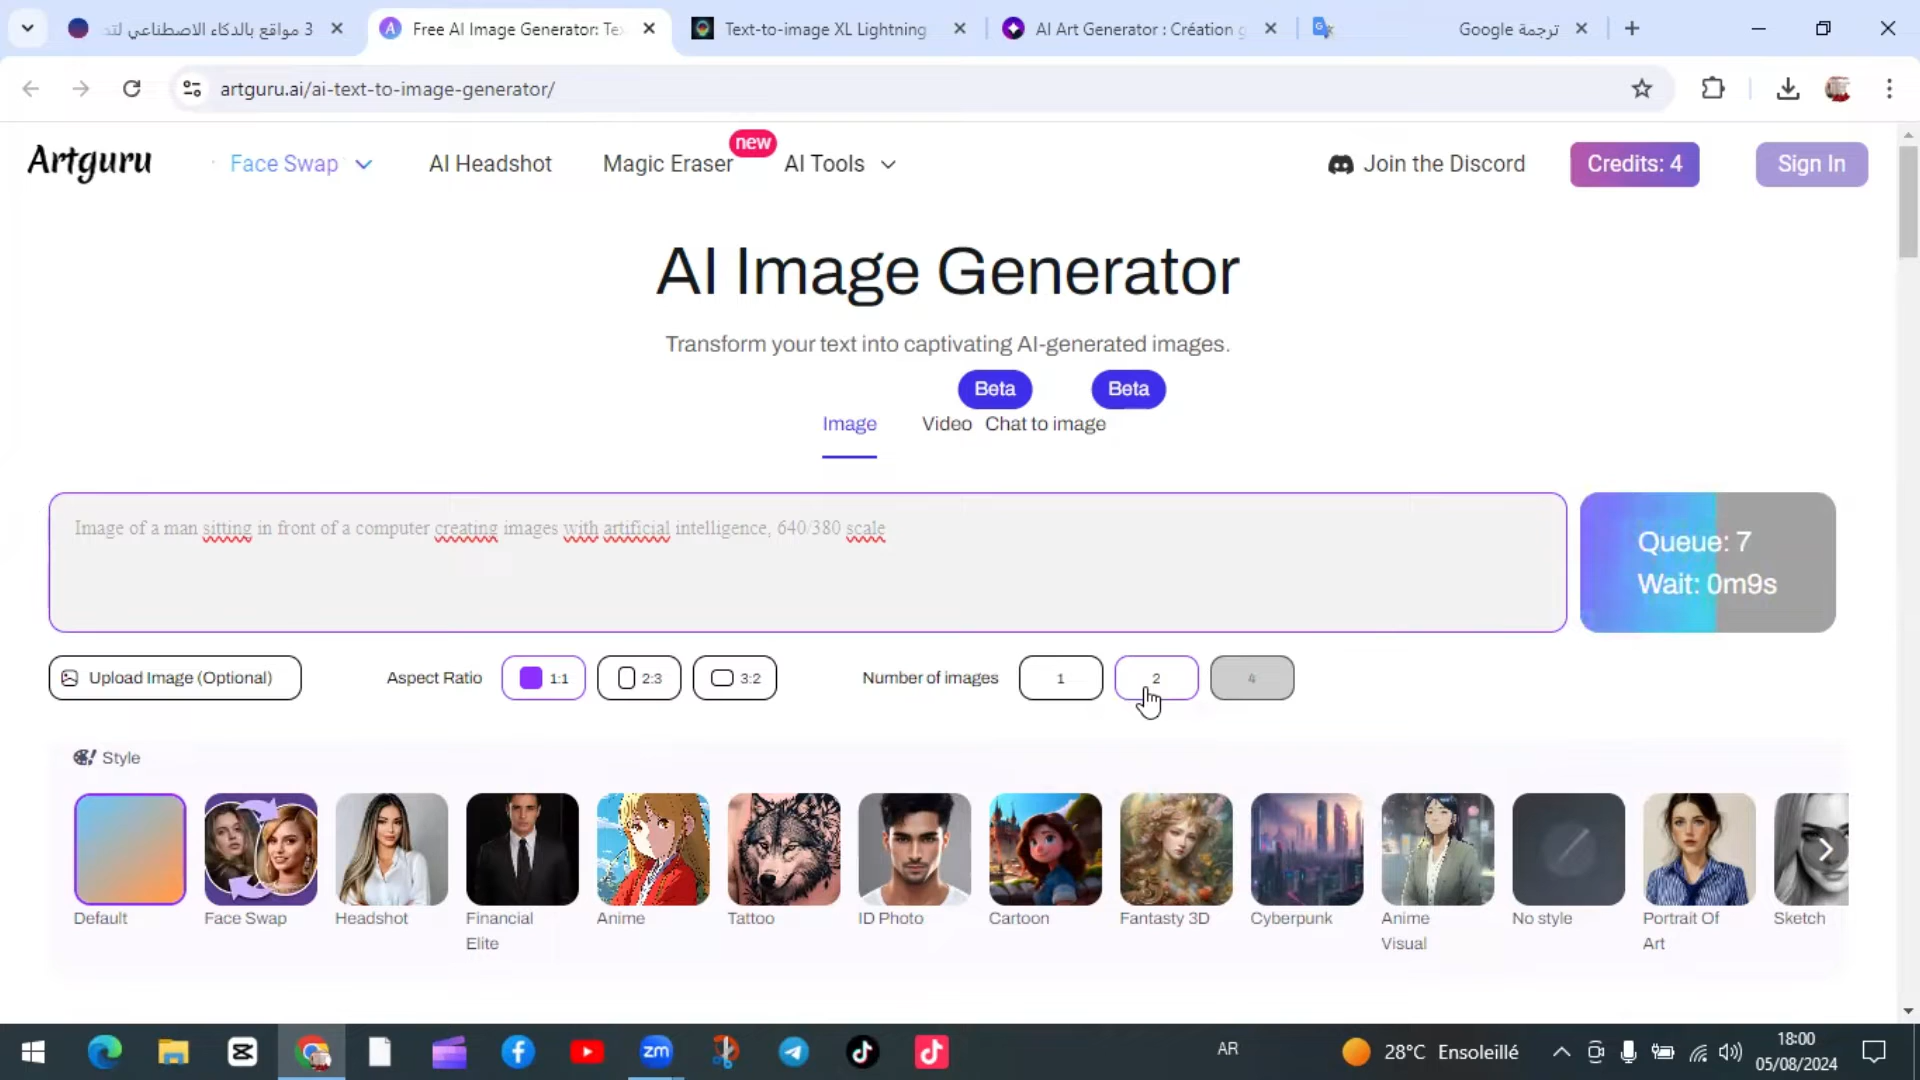 3 مواقع بالذكاء الاصطناعي لتد
Free AI Image Generator: Te
Text-to-image XL Lightning
AI Art Generator : Création g
ترجمة Google
artguru.ai/ai-text-to-image-generator/
Artguru
Face Swap
AI Headshot
Magic Eraser
new
AI Tools
Join the Discord
Credits: 4
Sign In
AI Image Generator
Transform your text into captivating AI-generated images.
Beta
Beta
Image
Video
Chat to image
Image of a man sitting in front of a computer creating images with artificial intelligence, 640/380 scale
Queue: 7
Wait: 0m9s
Upload Image (Optional)
Aspect Ratio
1:1
2:3
3:2
Number of images
1
2
4
Style
Default
Face Swap
Headshot
Financial Elite
Anime
Tattoo
ID Photo
Cartoon
Fantasty 3D
Cyberpunk
Anime Visual
No style
Portrait Of Art
Sketch
zm
AR
28°C Ensoleillé
18:00
05/08/2024